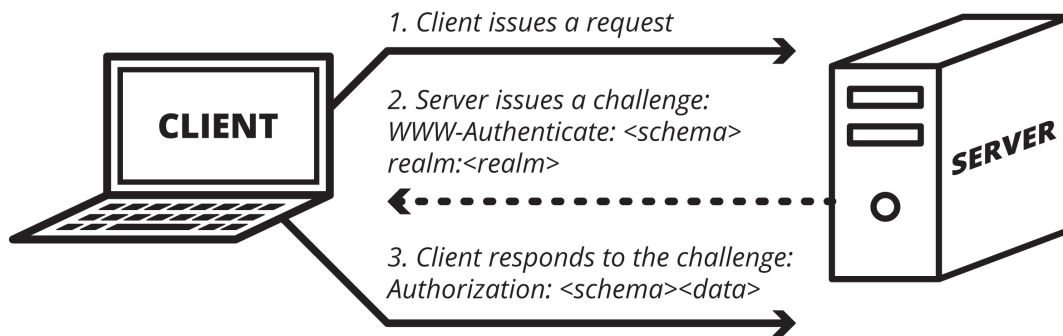 1. Client issues a request
CLIENT
2. Server issues a challenge:
WWW-Authenticate: <schema>
realm:<realm>
SERVER
3. Client responds to the challenge:
Authorization: <schema><data>